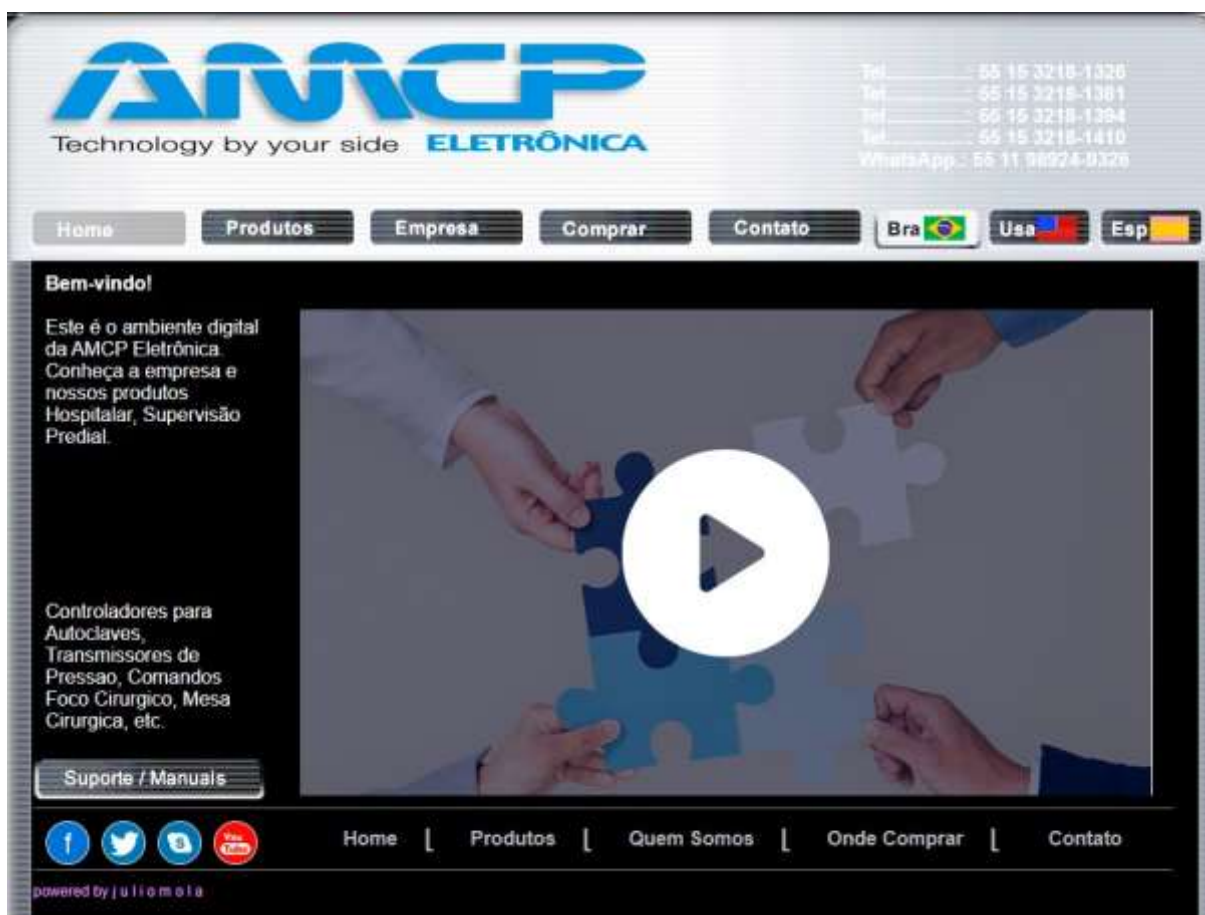 AMCP
Technology by your side ELETRÔNICA
Tel.............: 55 15 3218-1326
Tel.............: 55 15 3218-1381
Tel.............: 55 15 3218-1394
Tel.............: 55 15 3218-1410
WhatsApp.: 55 11 98924-9326
Home Produtos Empresa Comprar Contato Bra Usa Esp
Bem-vindo!
Este é o ambiente digital
da AMCP Eletrônica.
Conheça a empresa e
nossos produtos
Hospitalar, Supervisão
Predial.
Controladores para
Autoclaves,
Transmissores de
Pressao, Comandos
Foco Cirurgico, Mesa
Cirurgica, etc.
Suporte / Manuais
f S You Tube
Home Produtos Quem Somos Onde Comprar Contato
powered by j u l i o m o l a